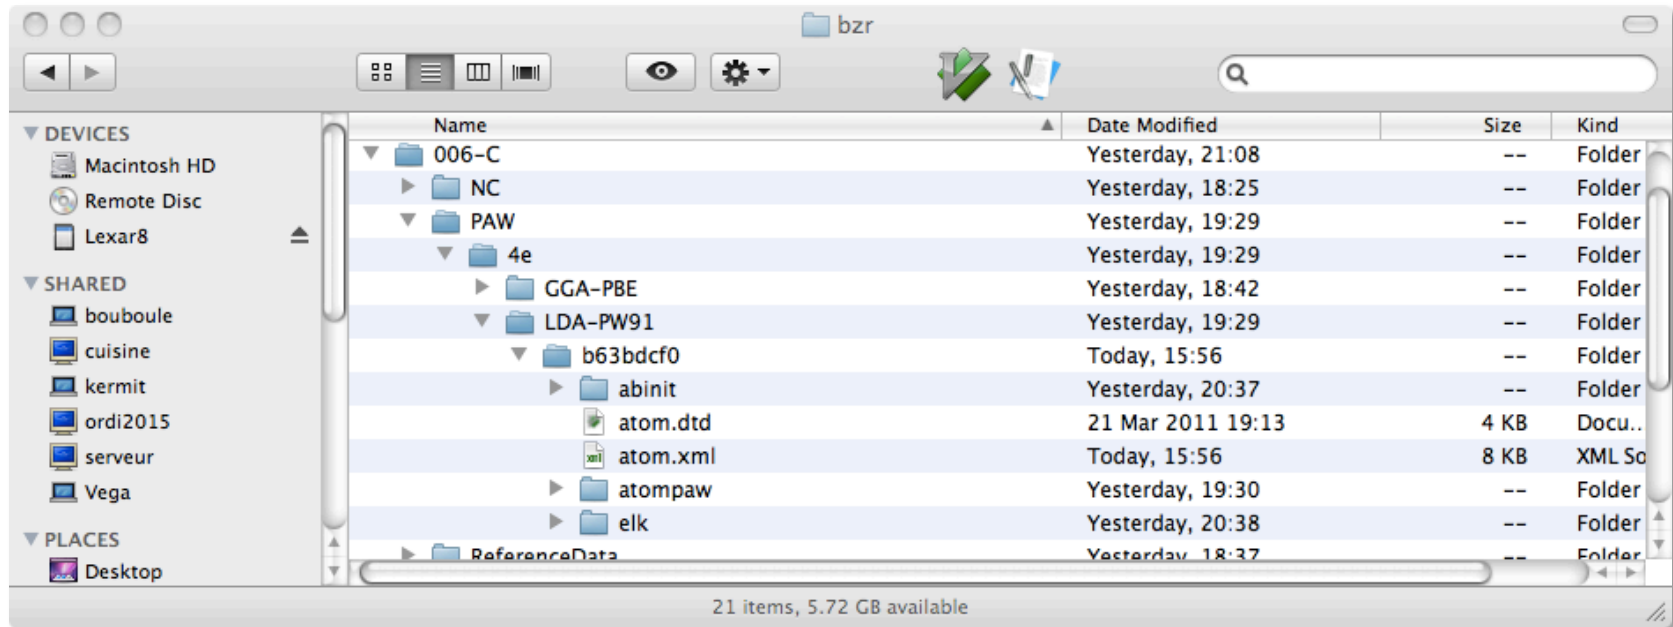 bzr
Name Date Modified Size Kind
DEVICES
Macintosh HD
Remote Disc
Lexar8
SHARED
bouboule
cuisine
kermit
ordi2015
serveur
Vega
PLACES
Desktop
006-C Yesterday, 21:08 -- Folder
NC Yesterday, 18:25 -- Folder
PAW Yesterday, 19:29 -- Folder
4e Yesterday, 19:29 -- Folder
GGA-PBE Yesterday, 18:42 -- Folder
LDA-PW91 Yesterday, 19:29 -- Folder
b63bdcf0 Today, 15:56 -- Folder
abinit Yesterday, 20:37 -- Folder
atom.dtd 21 Mar 2011 19:13 4 KB Docu..
atom.xml Today, 15:56 8 KB XML So
atompaw Yesterday, 19:30 -- Folder
elk Yesterday, 20:38 -- Folder
ReferenceData Yesterday, 18:37 -- Folder
21 items, 5.72 GB available